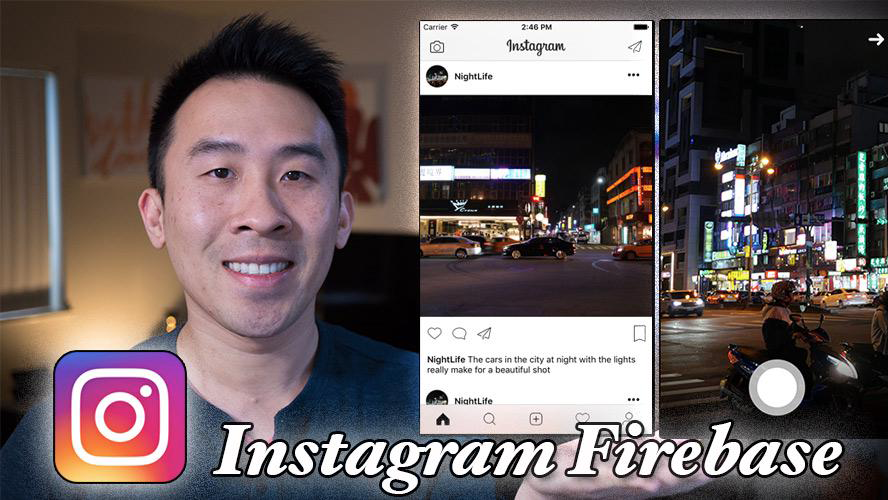 Carrier 2:46 PM
Instagram
NightLife
NightLife The cars in the city at night with the lights
really make for a beautiful shot
NightLife
Instagram Firebase